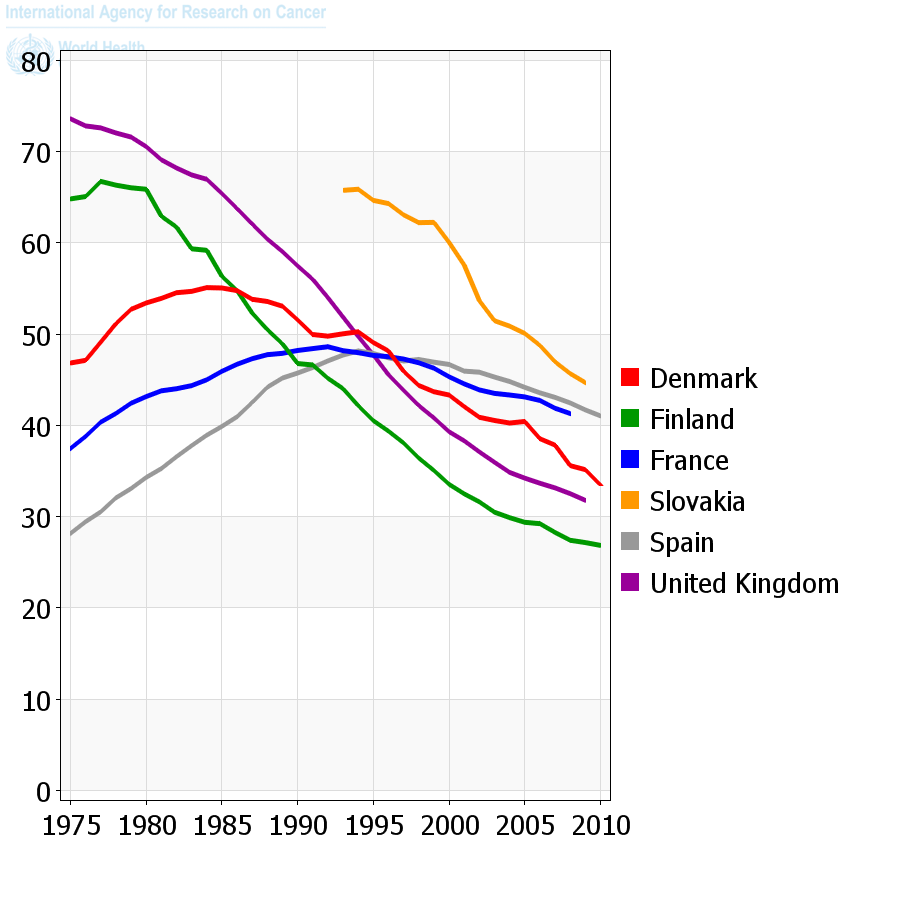 International Agency for Research on Cancer
World Health
80
70
60
50
40
30
20
10
0
1975 1980 1985 1990 1995 2000 2005 2010
Denmark
Finland
France
Slovakia
Spain
United Kingdom